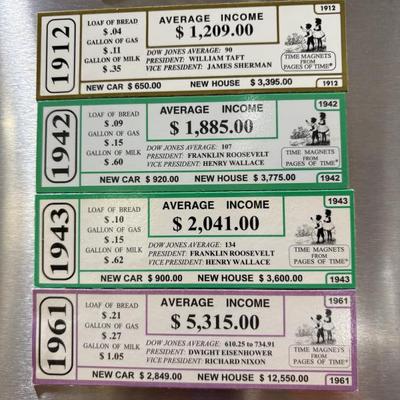 1912
LOAF OF BREAD
$ .04
GALLON OF GAS
$ .11
GALLON OF MILK
$ .35
AVERAGE INCOME
$ 1,209.00
DOW JONES AVERAGE: 90
PRESIDENT: WILLIAM TAFT
VICE PRESIDENT: JAMES SHERMAN
1912
TIME MAGNETS
FROM
PAGES OF TIME®
NEW CAR $ 650.00 NEW HOUSE $ 3,395.00
1912
1942
LOAF OF BREAD
$ .09
GALLON OF GAS
$ .15
GALLON OF MILK
$ .60
AVERAGE INCOME
$ 1,885.00
DOW JONES AVERAGE: 107
PRESIDENT: FRANKLIN ROOSEVELT
VICE PRESIDENT: HENRY WALLACE
1942
TIME MAGNETS
FROM
PAGES OF TIME®
NEW CAR $ 920.00 NEW HOUSE $ 3,775.00
1942
1943
LOAF OF BREAD
$ .10
GALLON OF GAS
$ .15
GALLON OF MILK
$ .62
AVERAGE INCOME
$ 2,041.00
DOW JONES AVERAGE: 134
PRESIDENT: FRANKLIN ROOSEVELT
VICE PRESIDENT: HENRY WALLACE
1943
TIME MAGNETS
FROM
PAGES OF TIME®
NEW CAR $ 900.00 NEW HOUSE $ 3,600.00
1943
1961
LOAF OF BREAD
$ .21
GALLON OF GAS
$ .27
GALLON OF MILK
$ 1.05
AVERAGE INCOME
$ 5,315.00
DOW JONES AVERAGE: 610.25 to 734.91
PRESIDENT: DWIGHT EISENHOWER
VICE PRESIDENT: RICHARD NIXON
1961
TIME MAGNETS
FROM
PAGES OF TIME®
NEW CAR $ 2,849.00 NEW HOUSE $ 12,550.00
1961